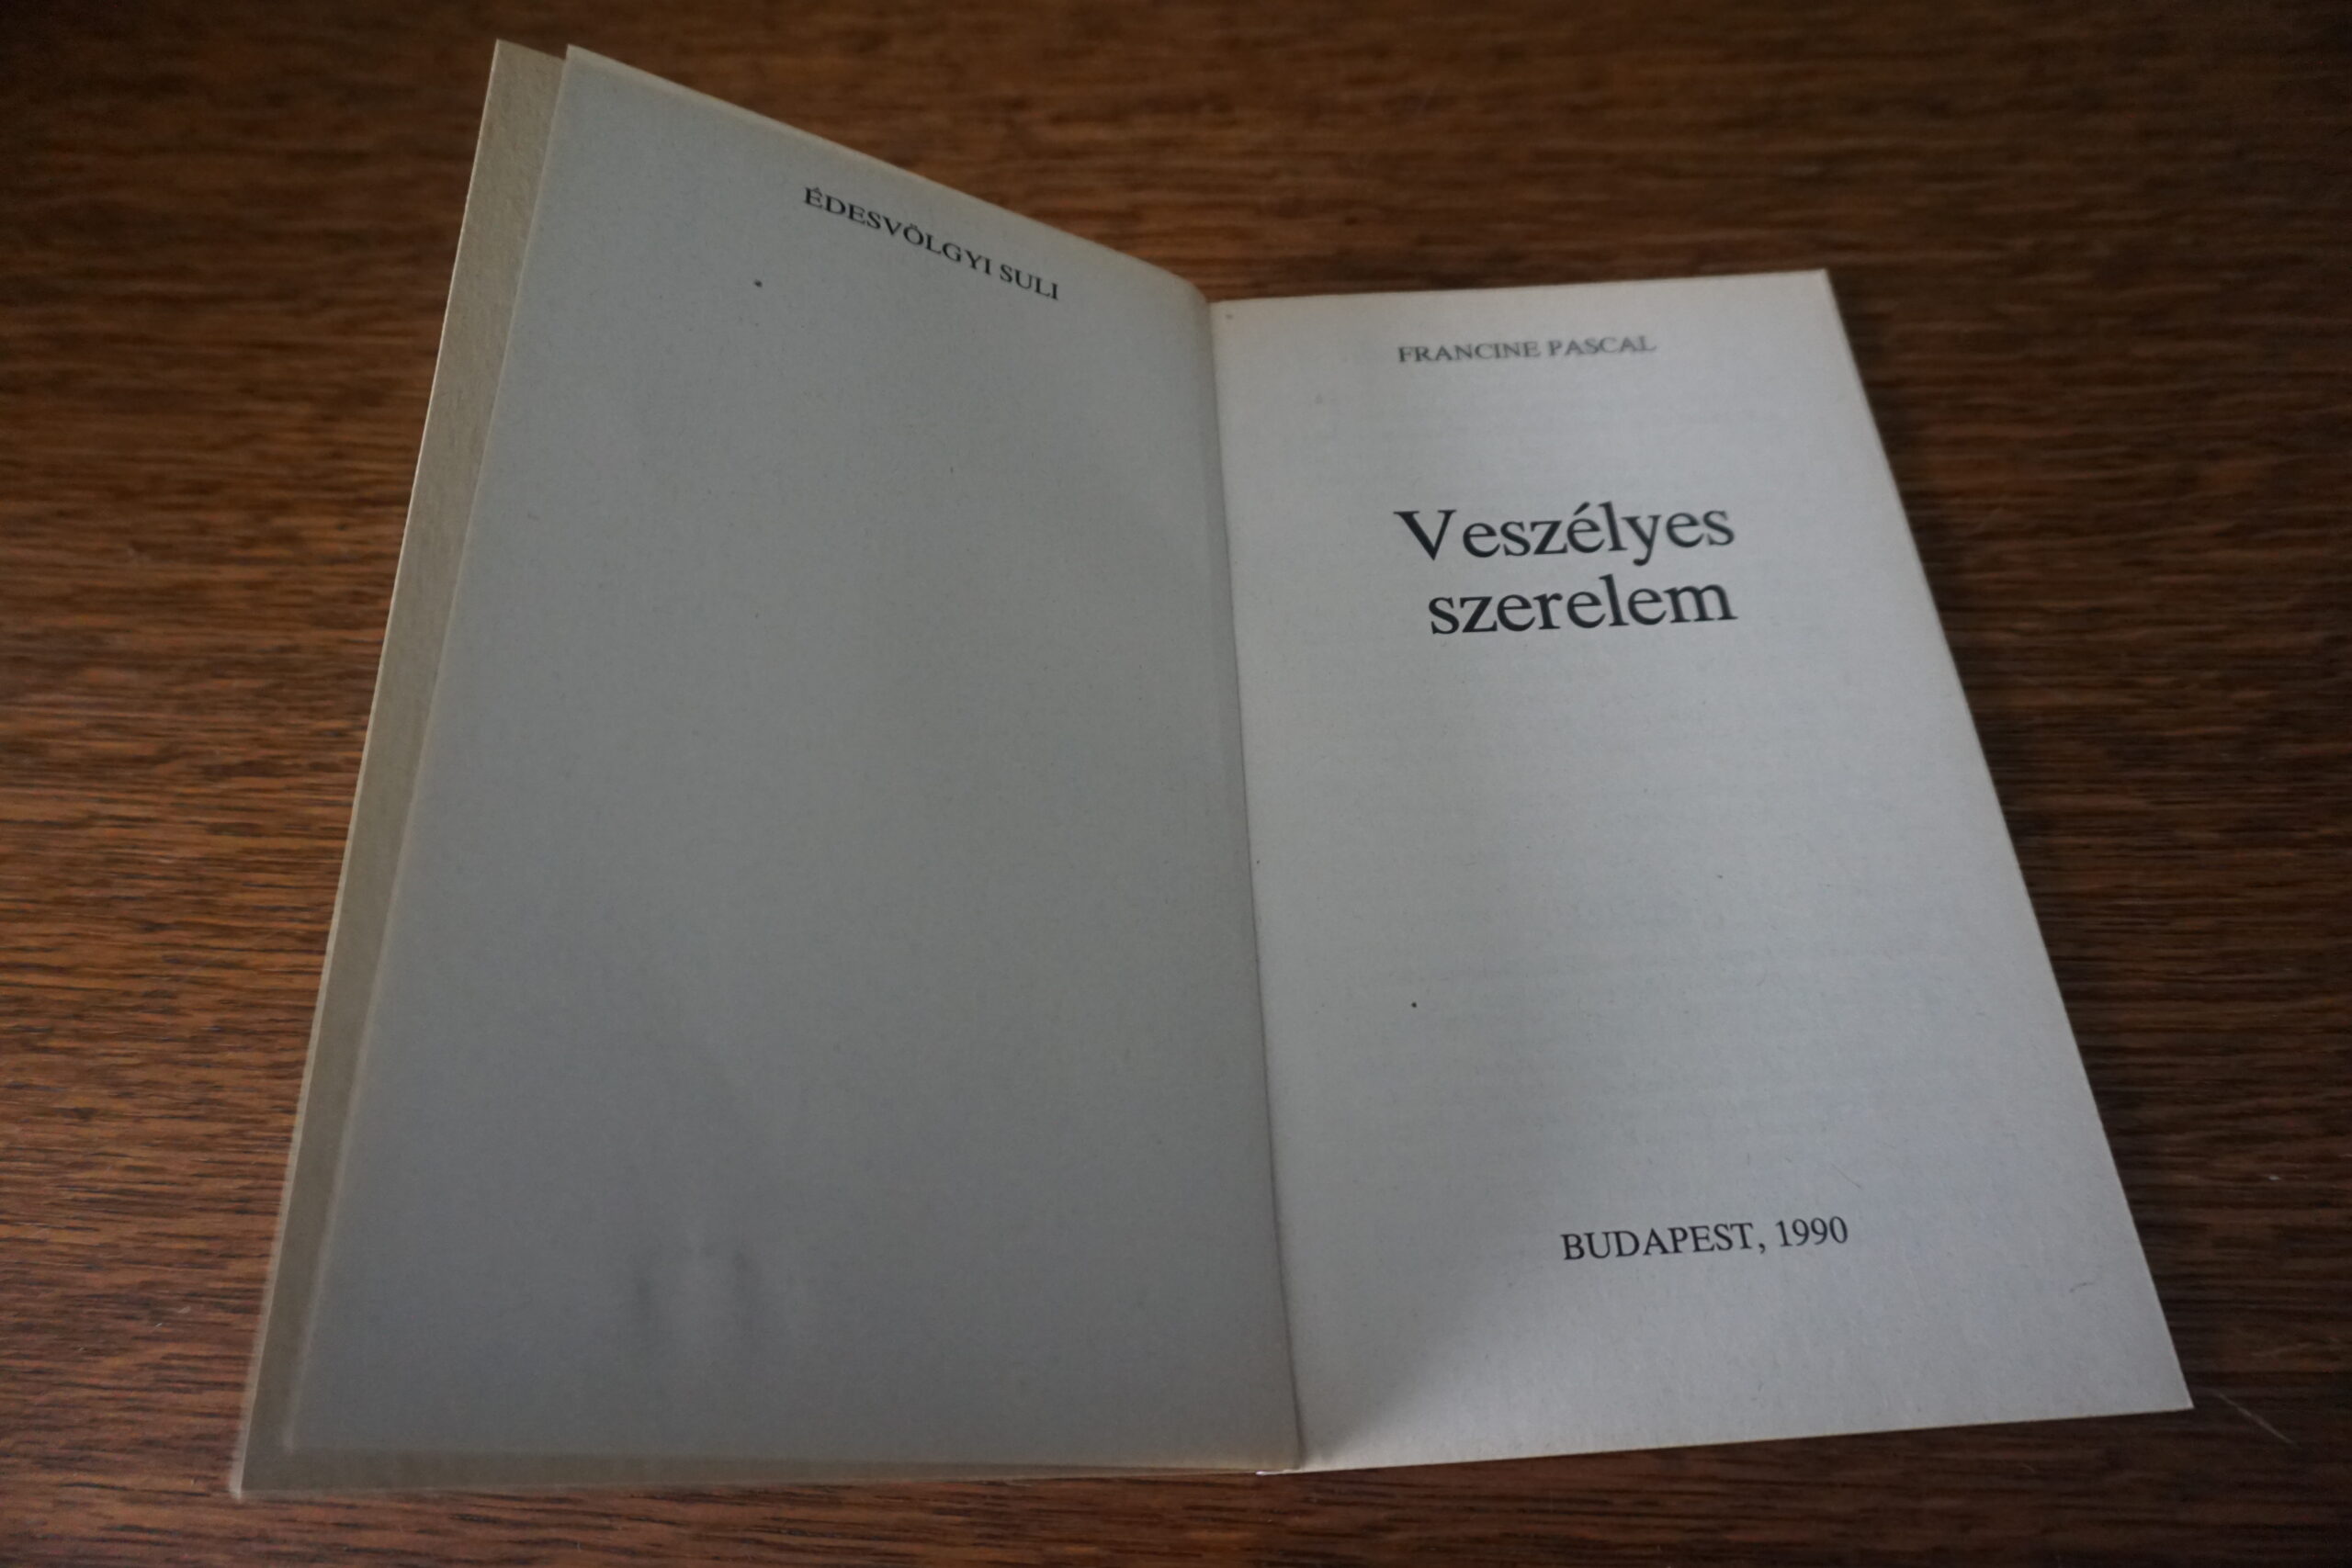 ÉDESVÖLGYI SULI
FRANCINE PASCAL
Veszélyes
szerelem
BUDAPEST, 1990